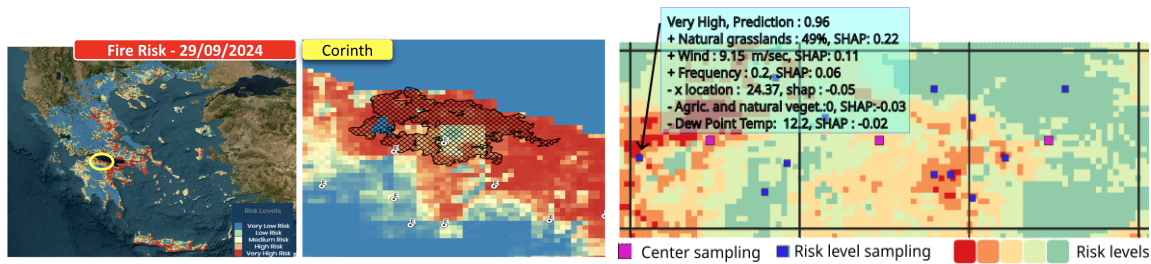 Fire Risk - 29/09/2024
Risk Levels
Very Low Risk
Low Risk
Medium Risk
High Risk
Very High Risk
Corinth
Very High, Prediction : 0.96
+ Natural grasslands : 49%, SHAP: 0.22
+ Wind : 9.15 m/sec, SHAP: 0.11
+ Frequency : 0.2, SHAP: 0.06
- x location : 24.37, shap : -0.05
- Agric. and natural veget.:0, SHAP:-0.03
- Dew Point Temp: 12.2, SHAP : -0.02
Center sampling
Risk level sampling
Risk levels